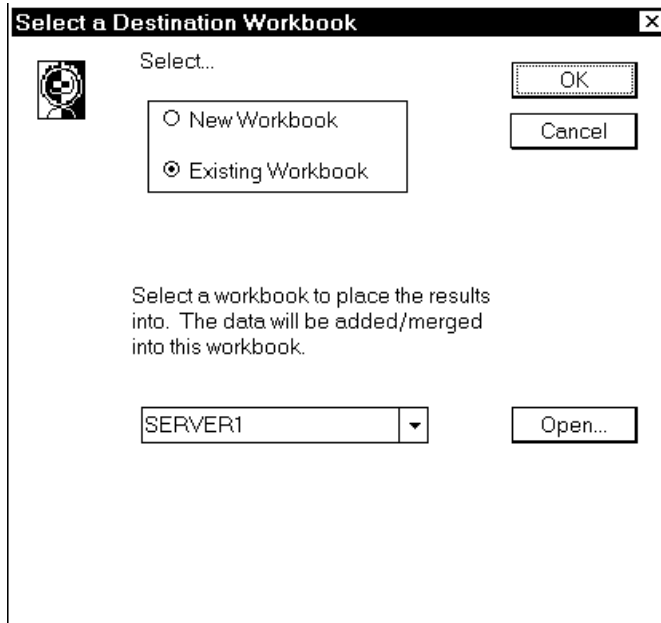 Select a Destination Workbook
Select...
OK
New Workbook
Cancel
Existing Workbook
Select a workbook to place the results
into. The data will be added/merged
into this workbook.
SERVER1
Open...